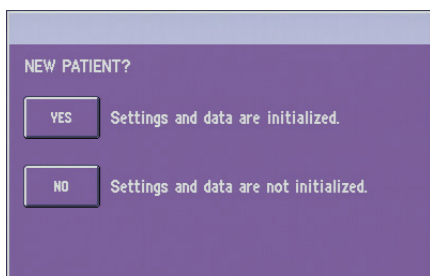 NEW PATIENT?
YES Settings and data are initialized.
NO Settings and data are not initialized.